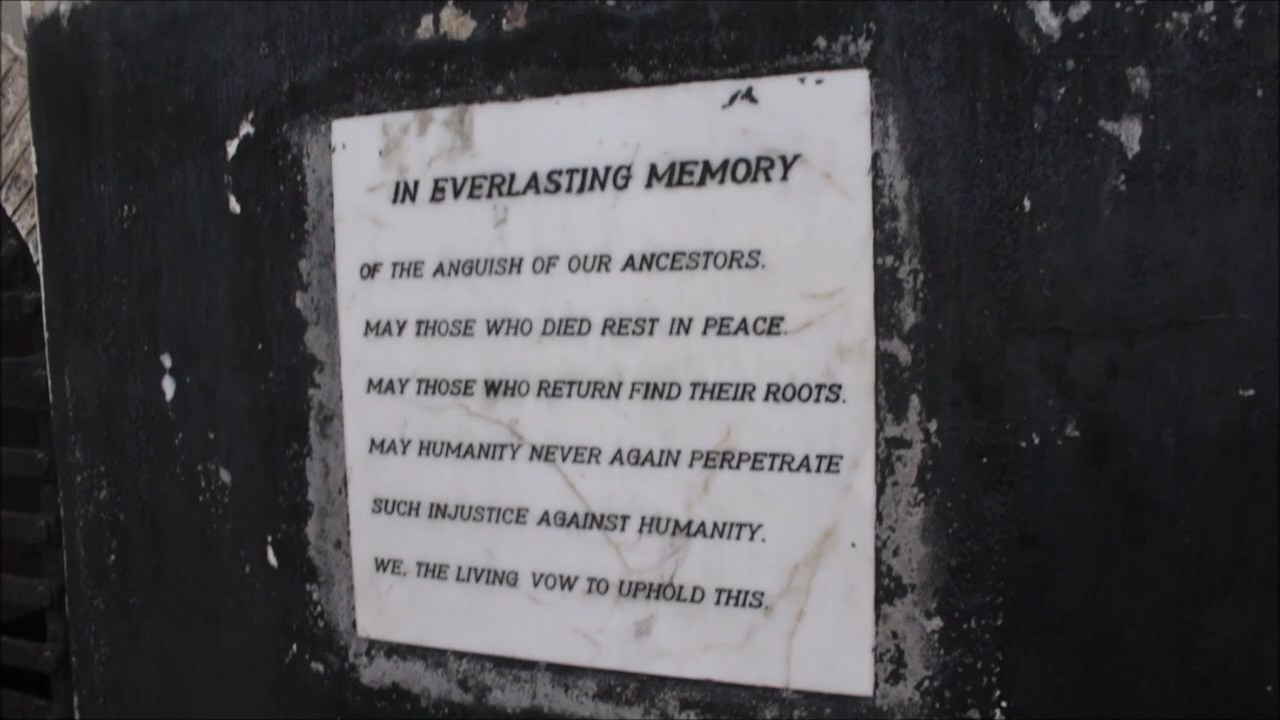 IN EVERLASTING MEMORY
OF THE ANGUISH OF OUR ANCESTORS.
MAY THOSE WHO DIED REST IN PEACE.
MAY THOSE WHO RETURN FIND THEIR ROOTS.
MAY HUMANITY NEVER AGAIN PERPETRATE
SUCH INJUSTICE AGAINST HUMANITY.
WE, THE LIVING VOW TO UPHOLD THIS.